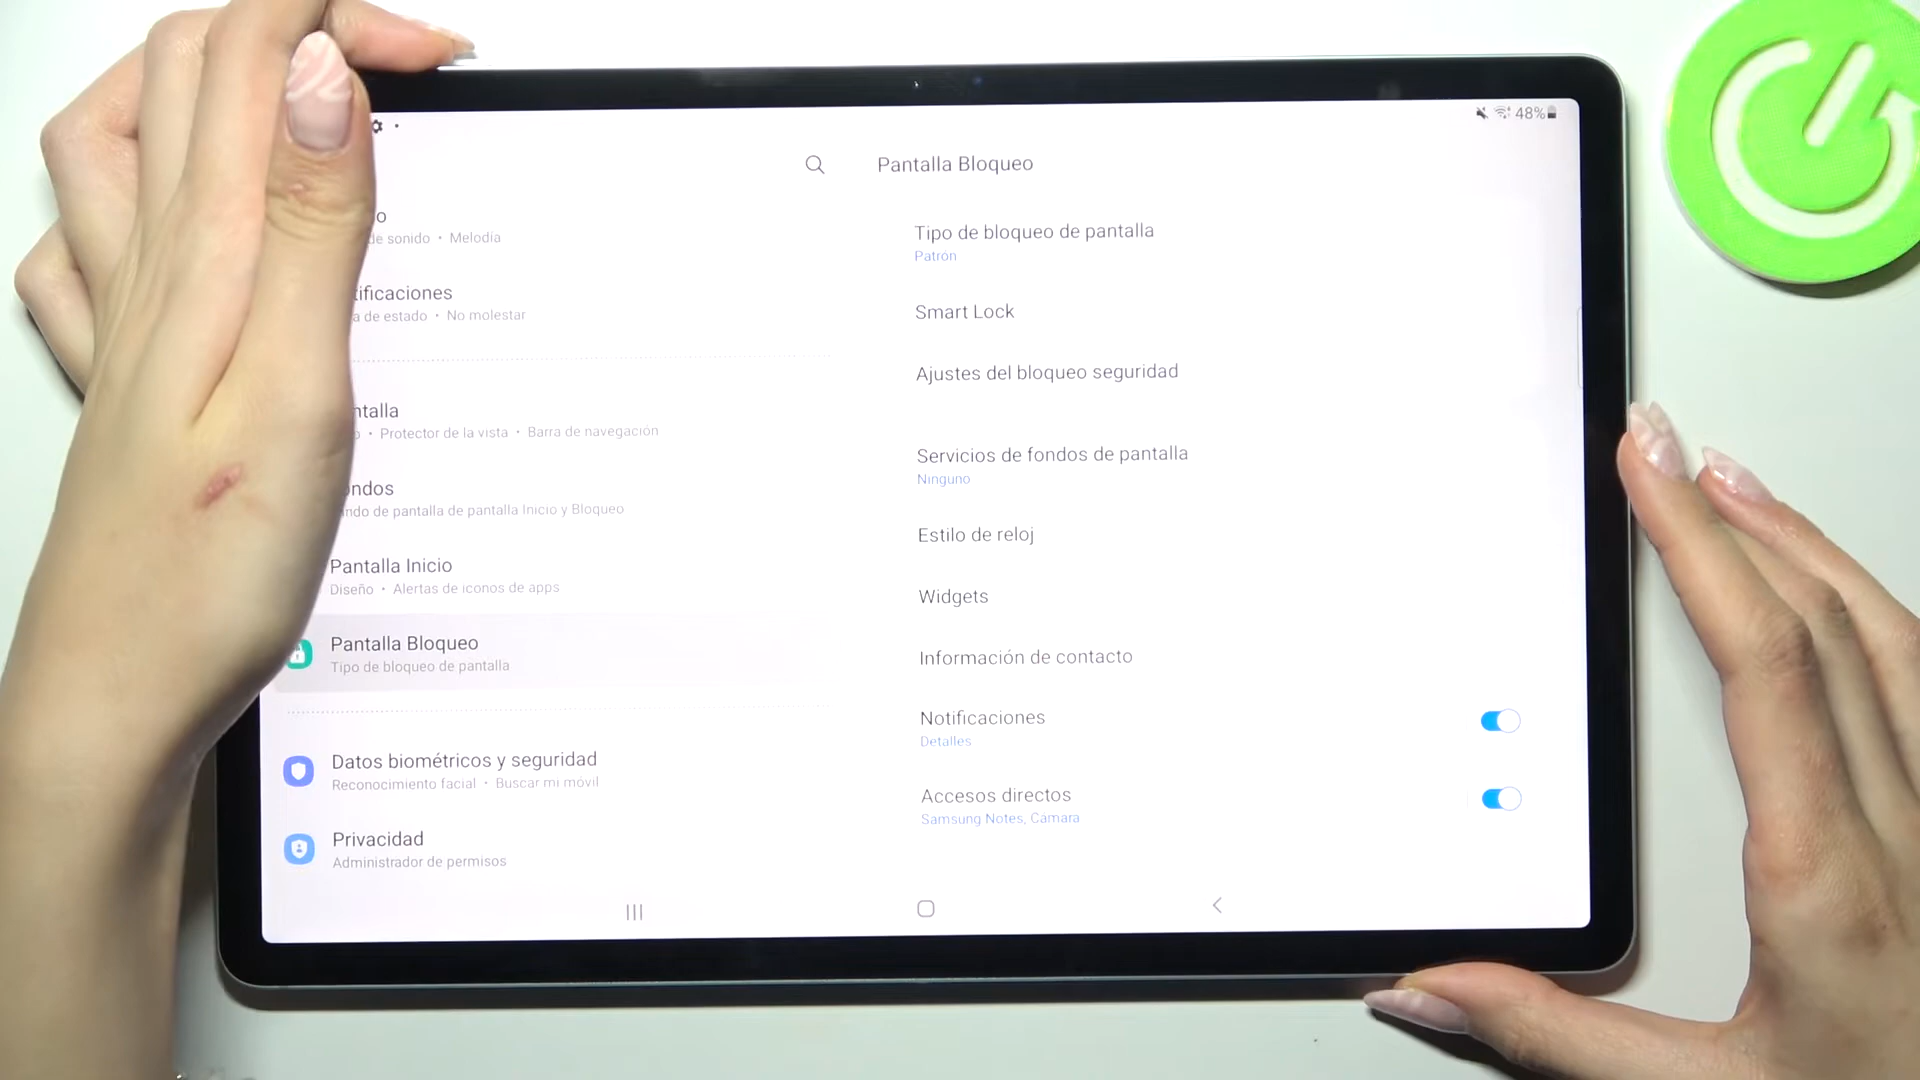 48%
Pantalla Bloqueo
de sonido • Melodía
tificaciones
a de estado • No molestar
ntalla
• Protector de la vista • Barra de navegación
ondos
ndo de pantalla de pantalla Inicio y Bloqueo
Pantalla Inicio
Diseño • Alertas de iconos de apps
Pantalla Bloqueo
Tipo de bloqueo de pantalla
Datos biométricos y seguridad
Reconocimiento facial • Buscar mi móvil
Privacidad
Administrador de permisos
Tipo de bloqueo de pantalla
Patrón
Smart Lock
Ajustes del bloqueo seguridad
Servicios de fondos de pantalla
Ninguno
Estilo de reloj
Widgets
Información de contacto
Notificaciones
Detalles
Accesos directos
Samsung Notes, Cámara